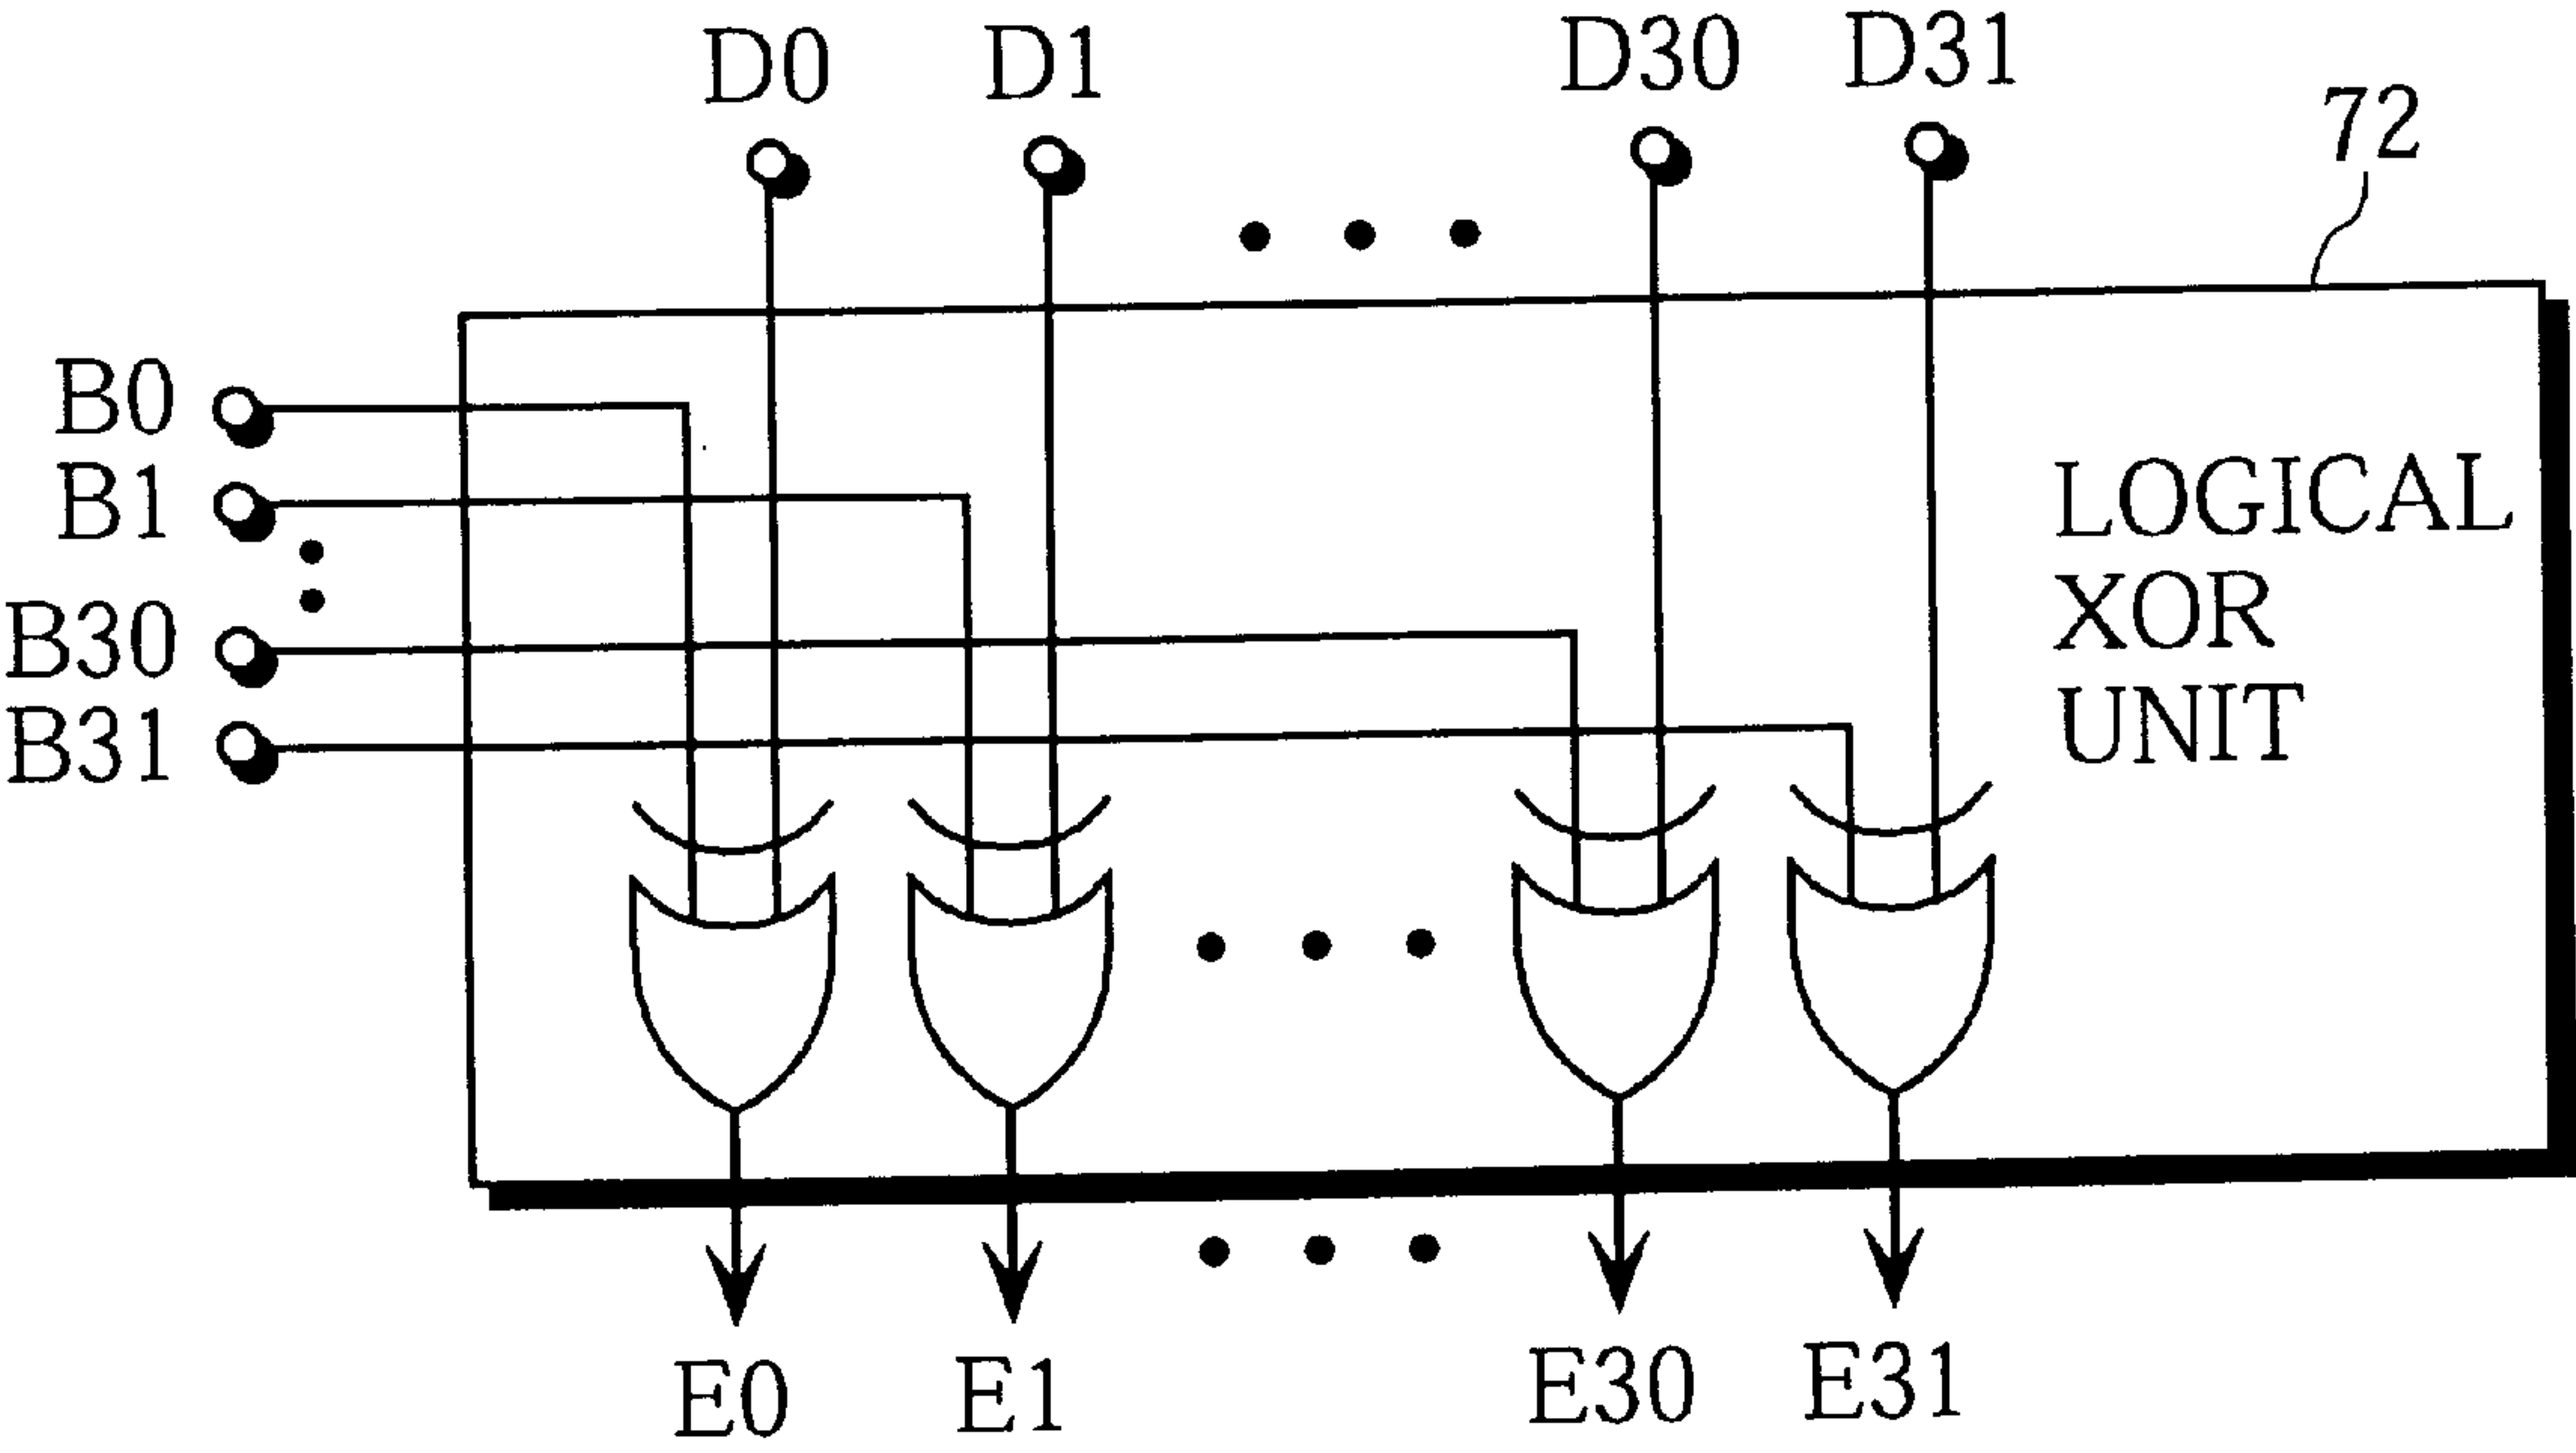 D0 D1 D30 D31
72
B0
B1
B30
B31
LOGICAL
XOR
UNIT
E0 E1 E30 E31